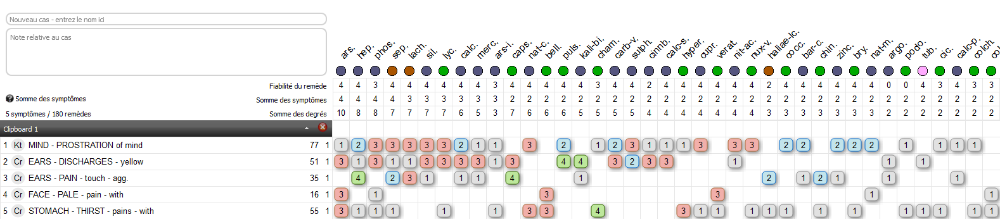 Nouveau cas - entrez le nom ici
Note relative au cas
ars. hep. phos. sep. lach. sil. lyc. calc. merc. ars-i. caps. nat-c. bell. puls. kali-bi. cham. carb-v. sulph. cinnb. calc-s. hyper. cupr. verat. nit-ac. nux-v. haliae-lc. cocc. bar-c. chin. zinc. bry. nat-m. argo. podo. tub. cic. calc-p. colch.
Fiabilité du remède 4 4 3 4 4 4 4 4 4 3 4 4 4 4 4 3 4 4 2 4 4 4 4 4 4 2 4 4 4 4 4 4 0 0 4 3 4 3 3
Somme des symptômes Somme des symptômes 4 4 4 4 3 3 3 3 3 3 2 2 2 2 2 2 2 2 2 2 2 2 2 2 2 2 2 2 2 2 2 2 2 2 2 2 2 2 2
5 symptômes / 180 remèdes Somme des degrés 10 8 8 7 7 7 7 6 5 3 7 6 6 6 5 5 5 5 4 4 4 4 4 4 4 3 3 3 3 3 3 3 2 2 2 2 2 2 2
Clipboard 1
1 Kt MIND - PROSTRATION of mind 77 1 1 2 3 3 3 3 3 2 1 1 3 2 1 2 3 1 1 1 3 3 3 2 2 2 2 2 1 1 1 1
2 Cr EARS - DISCHARGES - yellow 51 1 3 1 3 1 1 3 3 3 3 1 3 4 4 3 2 3 3 1 1 1
3 Cr EARS - PAIN - touch - agg. 35 1 4 2 3 1 1 1 4 1 2 1 2 1 1 1
4 Cr FACE - PALE - pain - with 16 1 3 1 3 3 1 1
5 Cr STOMACH - THIRST - pains - with 55 1 3 1 1 1 1 1 3 3 4 3 1 1 1 1 1 1 1 1 1 1 1 1